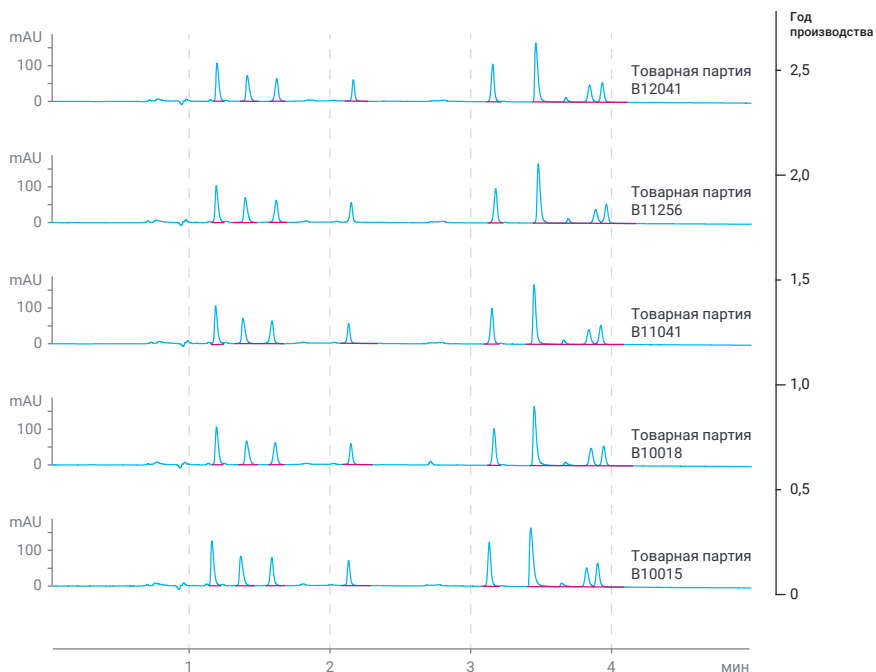 Год
производства
mAU
100
0
Товарная партия
B12041
2,5
mAU
100
0
Товарная партия
B11256
2,0
mAU
100
0
Товарная партия
B11041
1,5
1,0
mAU
100
0
Товарная партия
B10018
0,5
mAU
100
0
Товарная партия
B10015
0
1 2 3 4 мин